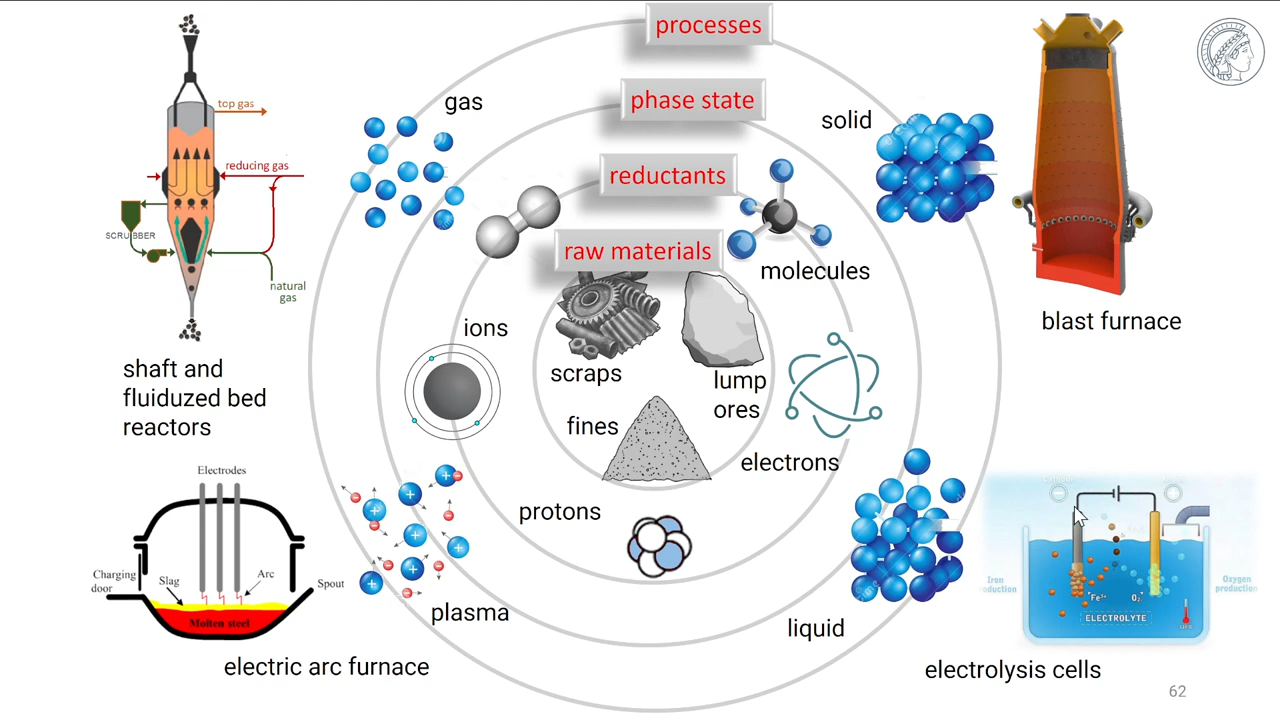 processes
phase state
reductants
raw materials
gas
solid
top gas
reducing gas
SCRUBBER
natural
gas
shaft and
fluiduzed bed
reactors
molecules
blast furnace
ions
scraps
lump
ores
fines
electrons
protons
plasma
liquid
Electrodes
Charging
door
Slag
Arc
Spout
Molten steel
electric arc furnace
Iron
Oxygen
production
Fe²⁺
O₂
ELECTROLYTE
electrolysis cells
62